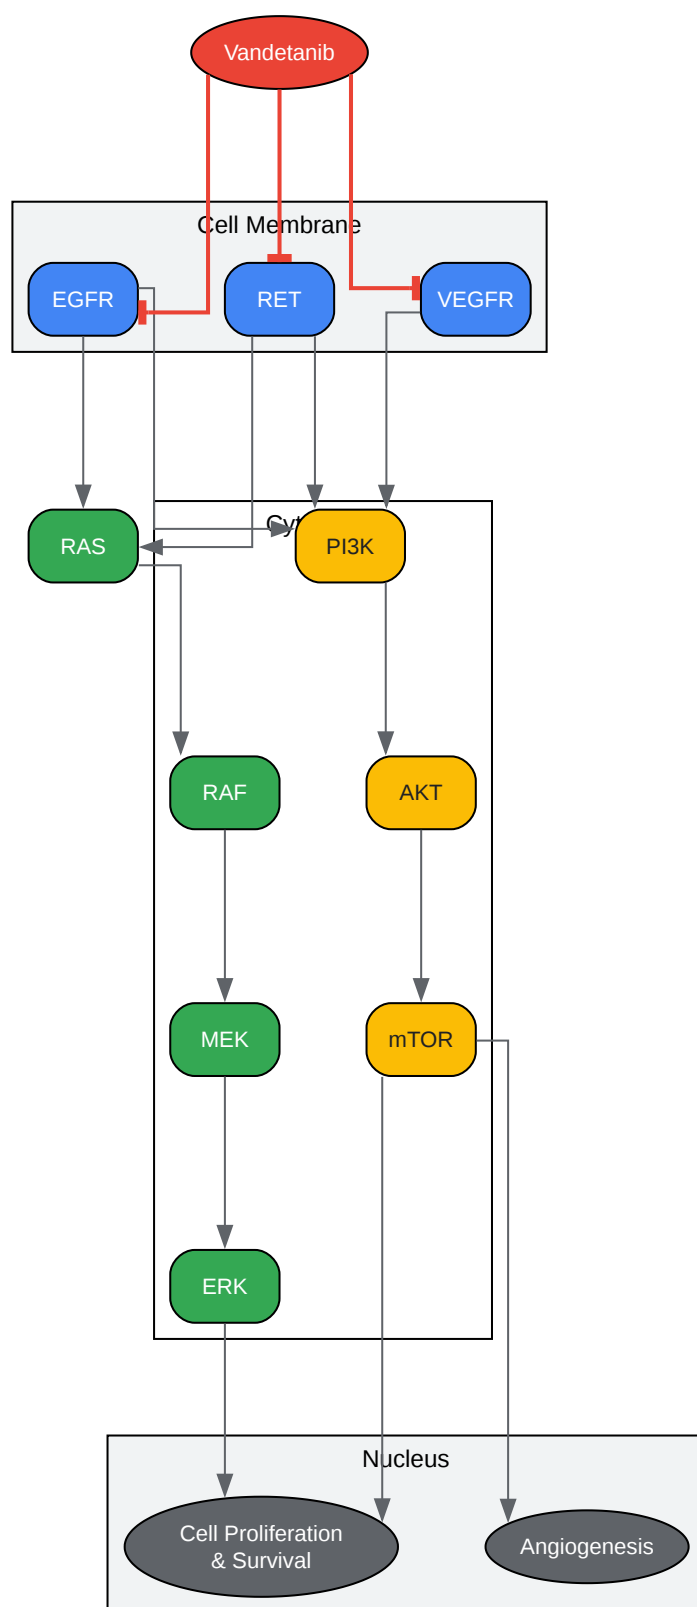 Vandetanib
Cell Membrane
EGFR
RET
VEGFR
RAS
PI3K
RAF
AKT
MEK
mTOR
ERK
Nucleus
Cell Proliferation
& Survival
Angiogenesis